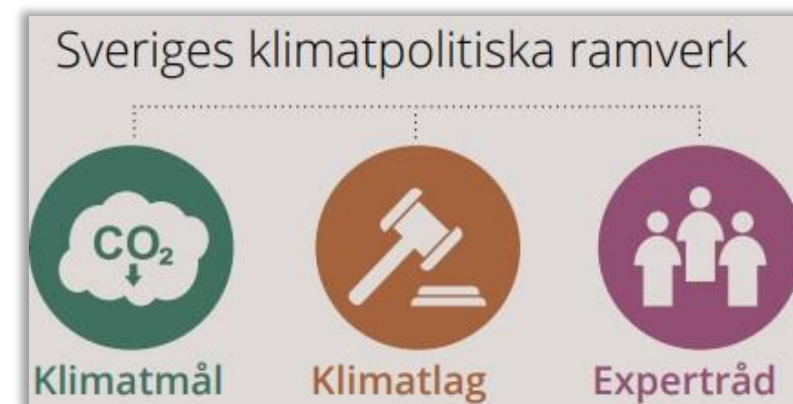 Sveriges klimatpolitiska ramverk
CO₂
Klimatmål
Klimatlag
Expertråd